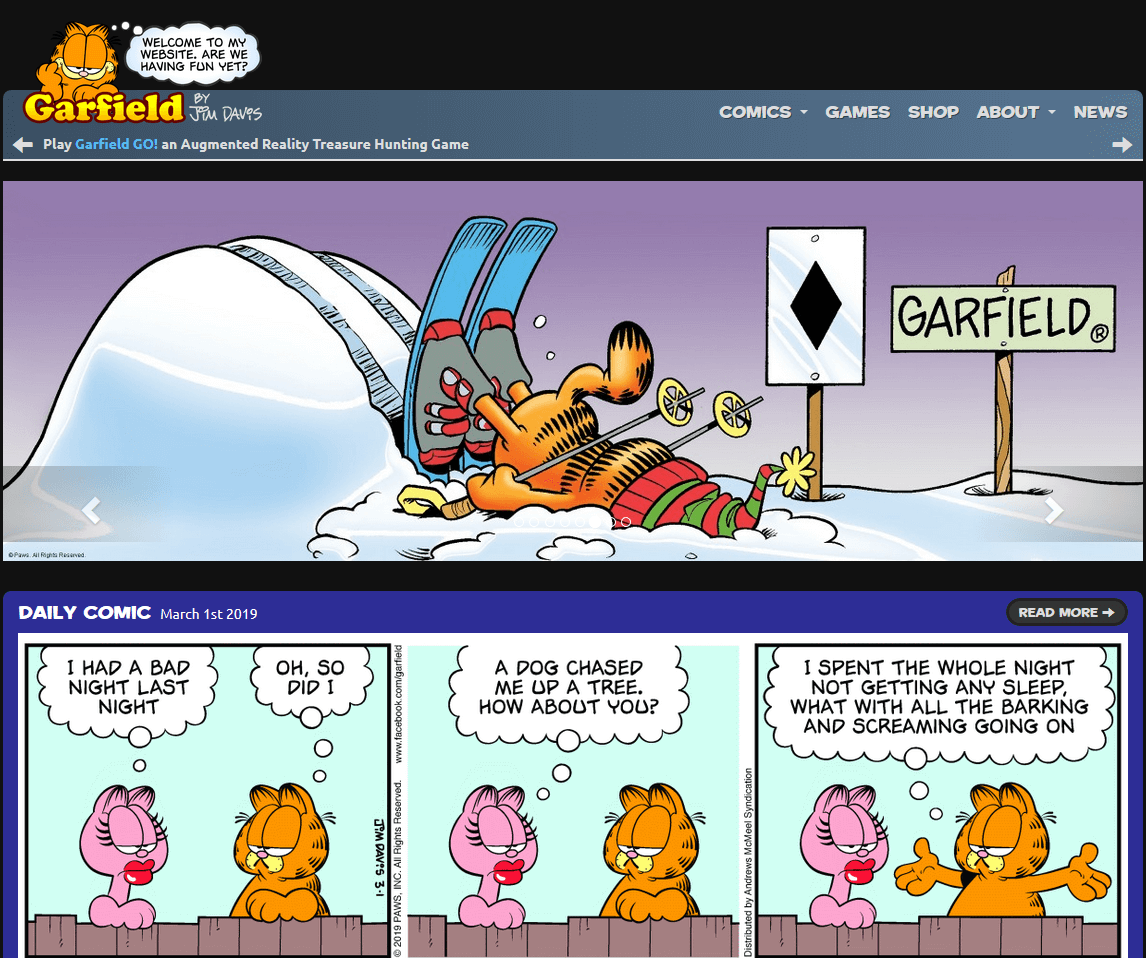 WELCOME TO MY
WEBSITE. ARE WE
HAVING FUN YET?
Garfield
BY
JIM DAVIS
COMICS
GAMES
SHOP
ABOUT
NEWS
Play Garfield GO! an Augmented Reality Treasure Hunting Game
GARFIELD®
© Paws. All Rights Reserved.
DAILY COMIC March 1st 2019
READ MORE
I HAD A BAD
NIGHT LAST
NIGHT
OH, SO
DID I
JIM DAVIS 3-1
© 2019 PAWS, INC. All Rights Reserved. www.facebook.com/garfield
A DOG CHASED
ME UP A TREE.
HOW ABOUT YOU?
Distributed by Andrews McMeel Syndication
I SPENT THE WHOLE NIGHT
NOT GETTING ANY SLEEP,
WHAT WITH ALL THE BARKING
AND SCREAMING GOING ON